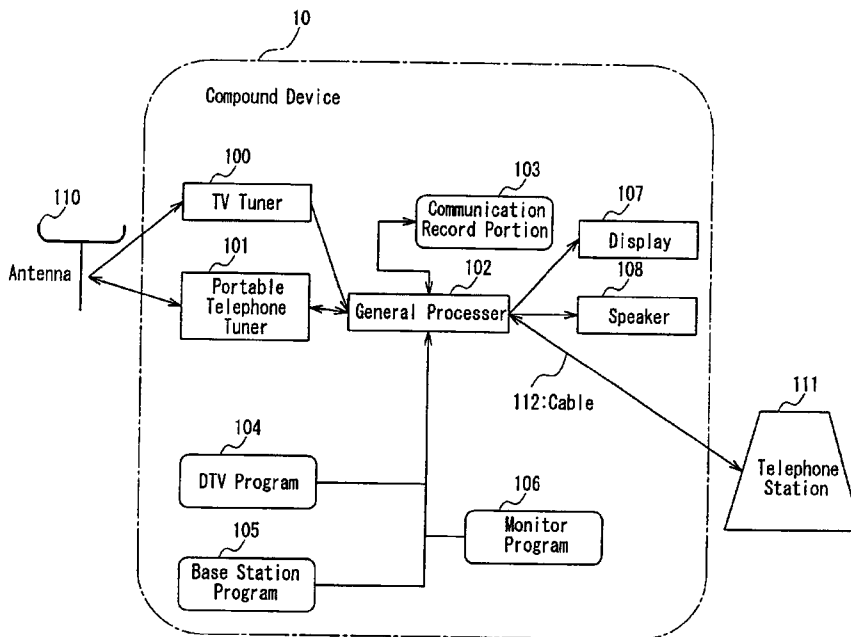 10
Compound Device
100
TV Tuner
103
Communication
Record Portion
107
Display
110
Antenna
101
Portable
Telephone
Tuner
102
General Processer
108
Speaker
112:Cable
111
Telephone
Station
104
DTV Program
106
Monitor
Program
105
Base Station
Program